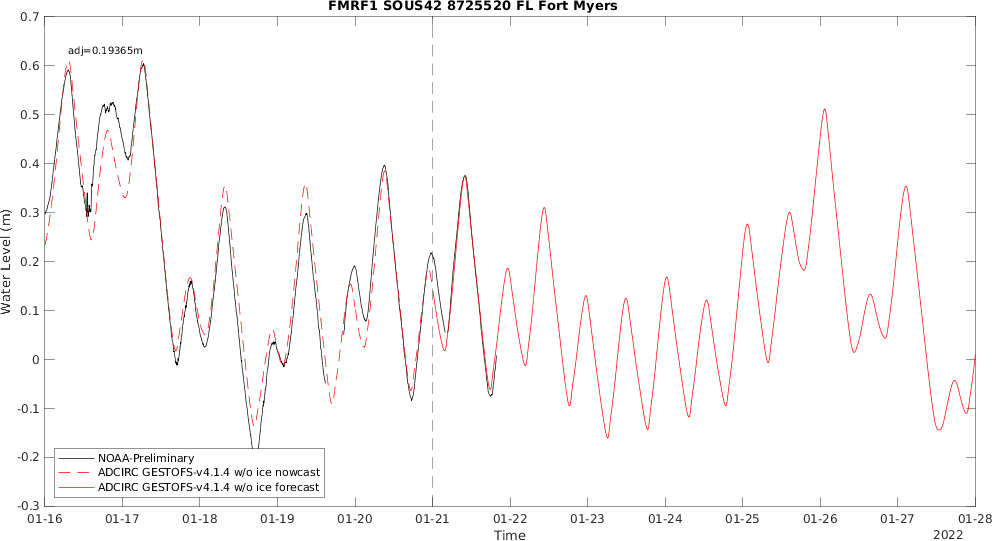 FMRF1 SOUS42 8725520 FL Fort Myers
adj=0.19365m
0.7
0.6
0.5
0.4
0.3
0.2
0.1
0
-0.1
-0.2
-0.3
Water Level (m)
NOAA-Preliminary
ADCIRC GESTOFS-v4.1.4 w/o ice nowcast
ADCIRC GESTOFS-v4.1.4 w/o ice forecast
01-16 01-17 01-18 01-19 01-20 01-21 01-22 01-23 01-24 01-25 01-26 01-27 01-28
Time
2022